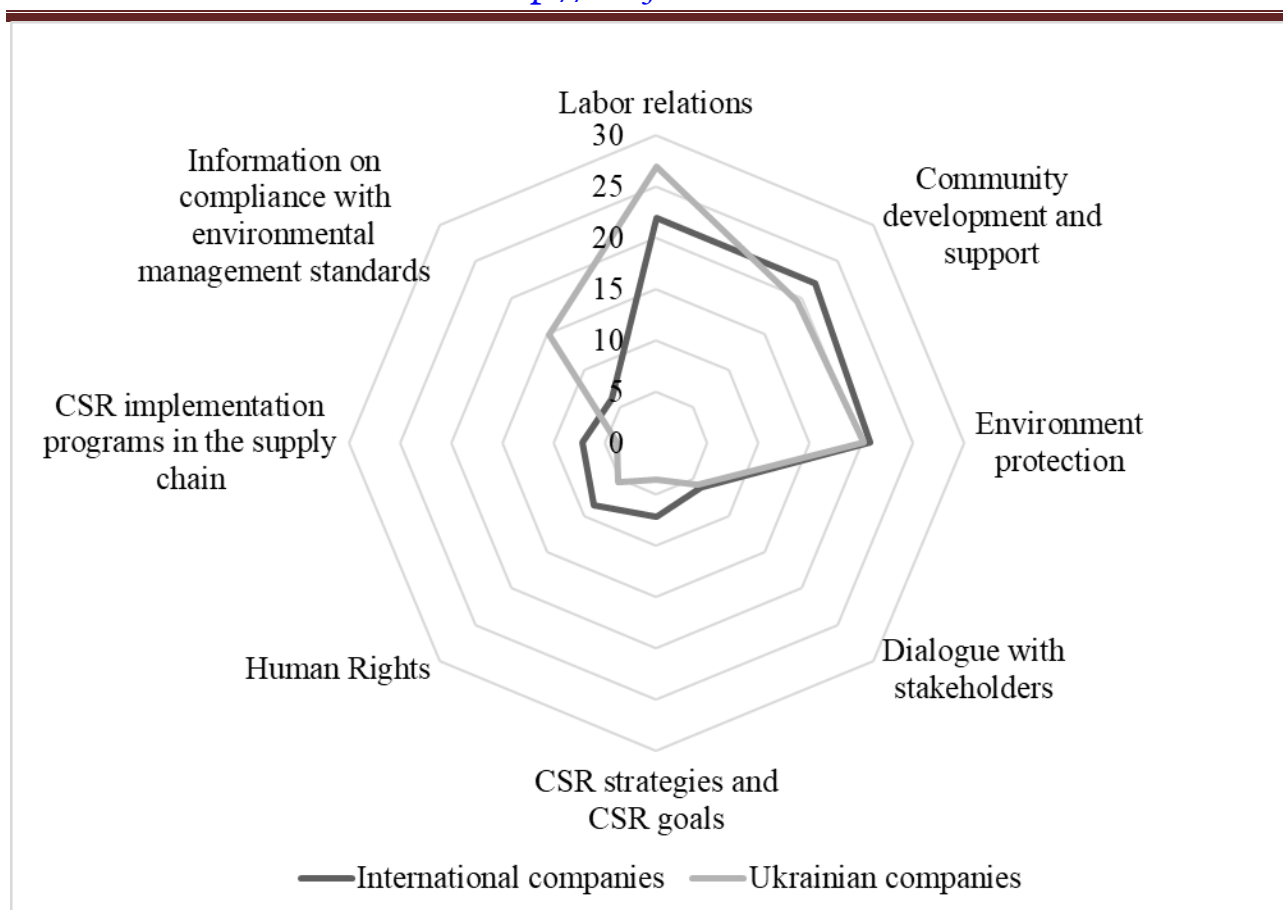 Labor relations
30
25
20
15
10
5
0
Information on
compliance with
environmental
management standards
Community
development and
support
CSR implementation
programs in the supply
chain
Environment
protection
Human Rights
Dialogue with
stakeholders
CSR strategies and
CSR goals
International companies
Ukrainian companies